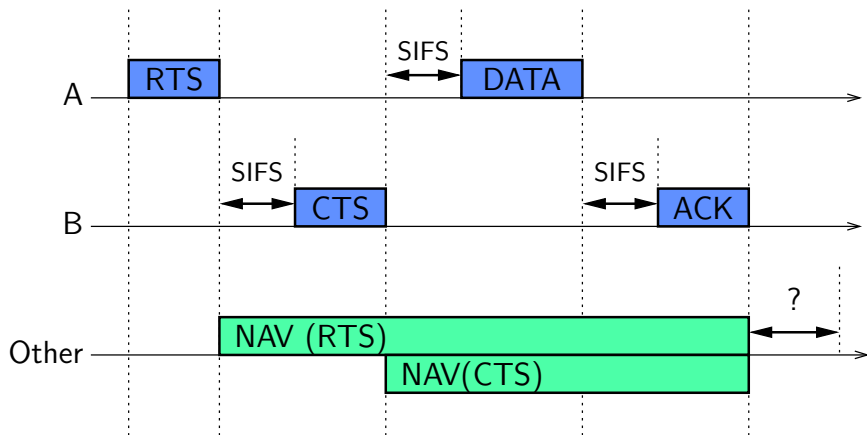 SIFS
A RTS DATA
SIFS SIFS
B CTS ACK
?
Other NAV (RTS)
NAV(CTS)